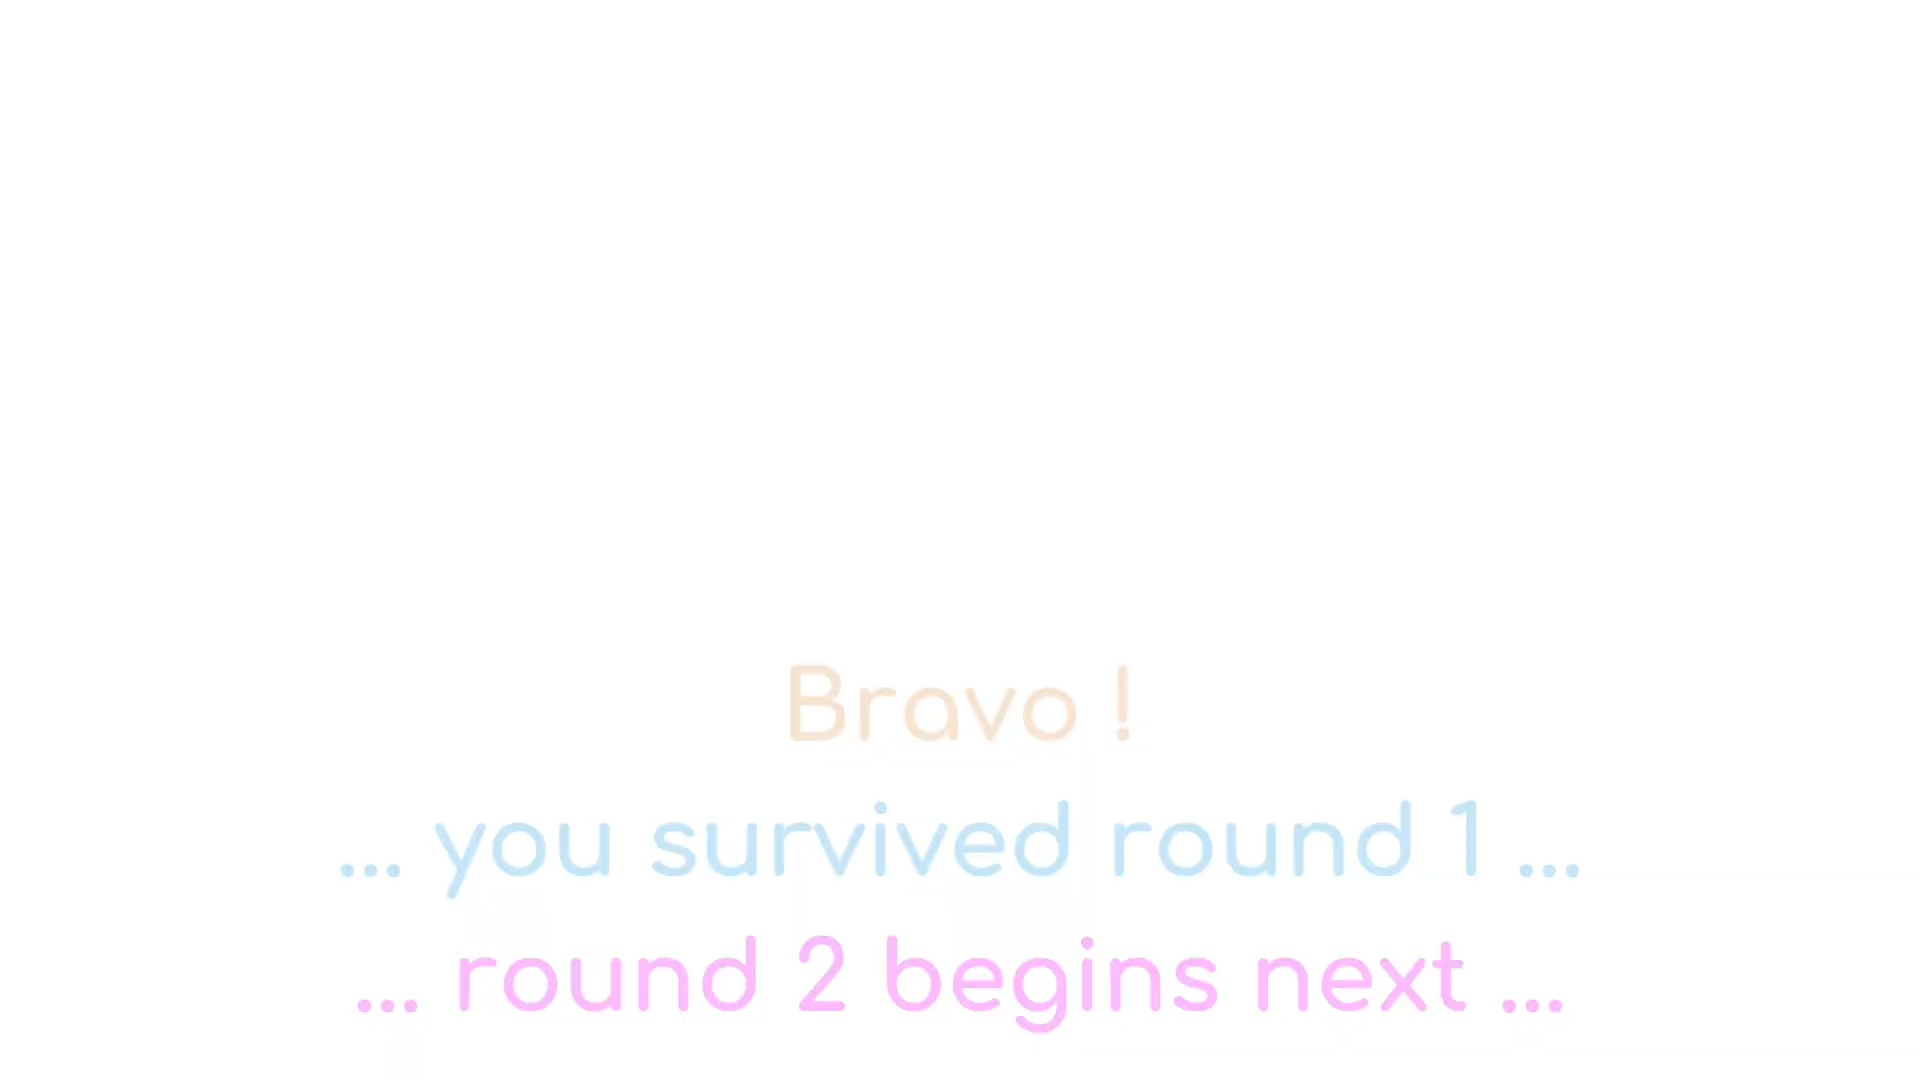 Bravo !
... you survived round 1 ...
... round 2 begins next ...